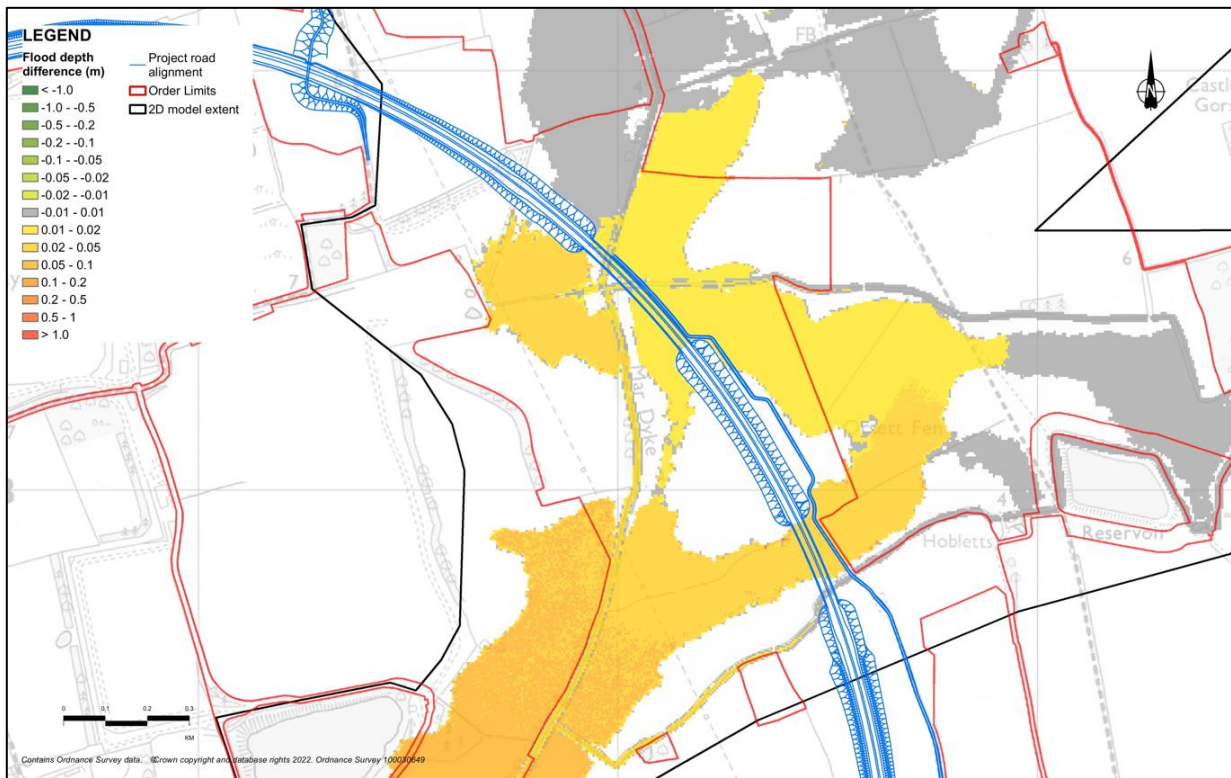 LEGEND
Flood depth
difference (m)
< -1.0
-1.0 - -0.5
-0.5 - -0.2
-0.2 - -0.1
-0.1 - -0.05
-0.05 - -0.02
-0.02 - -0.01
-0.01 - 0.01
0.01 - 0.02
0.02 - 0.05
0.05 - 0.1
0.1 - 0.2
0.2 - 0.5
0.5 - 1
> 1.0
Project road
alignment
Order Limits
2D model extent
FB
N
7
6
Mar Dyke
Orsett Fen
4
Hobletts
Reservoir
0 0.1 0.2 0.3
KM
Contains Ordnance Survey data. ©Crown copyright and database rights 2022. Ordnance Survey 100030649